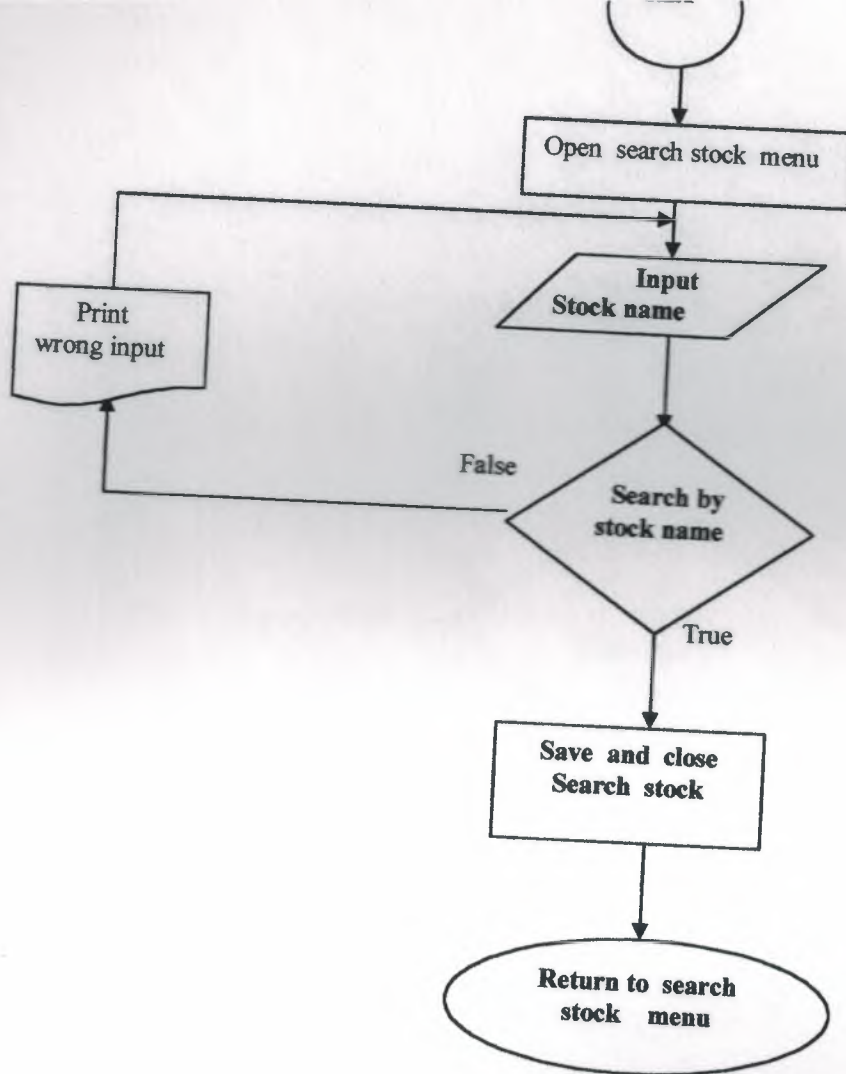 Open search stock menu
Input
Stock name
Print
wrong input
False
Search by
stock name
True
Save and close
Search stock
Return to search
stock menu